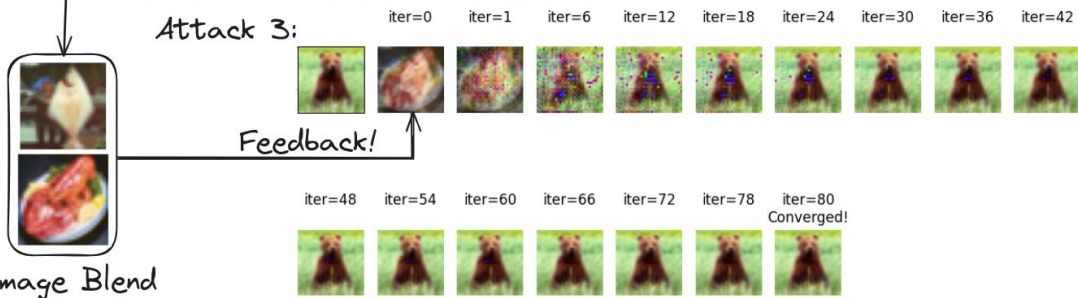 Attack 3:
iter=0 iter=1 iter=6 iter=12 iter=18 iter=24 iter=30 iter=36 iter=42
Feedback!
iter=48 iter=54 iter=60 iter=66 iter=72 iter=78 iter=80
Converged!
mage Blend